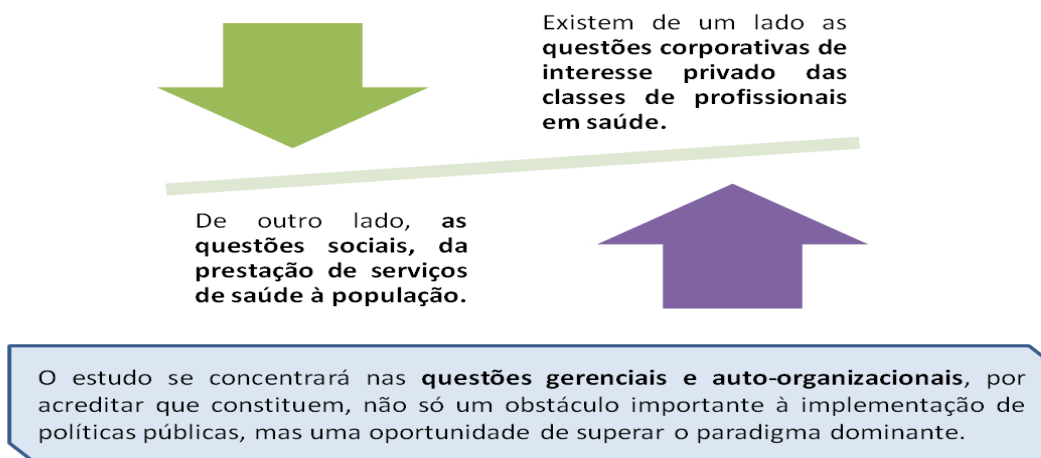 Existem de um lado as
questões corporativas de
interesse privado das
classes de profissionais
em saúde.
De outro lado, as
questões sociais, da
prestação de serviços
de saúde à população.
O estudo se concentrará nas questões gerenciais e auto-organizacionais, por
acreditar que constituem, não só um obstáculo importante à implementação de
políticas públicas, mas uma oportunidade de superar o paradigma dominante.